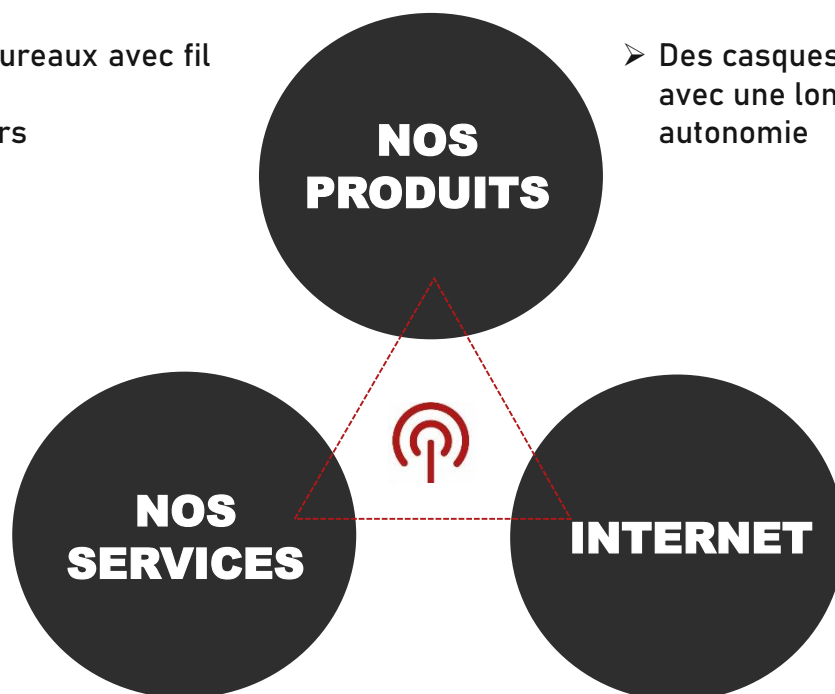 ureaux avec fil
rs
➢ Des casques
avec une lon
autonomie
NOS
PRODUITS
NOS
SERVICES
INTERNET